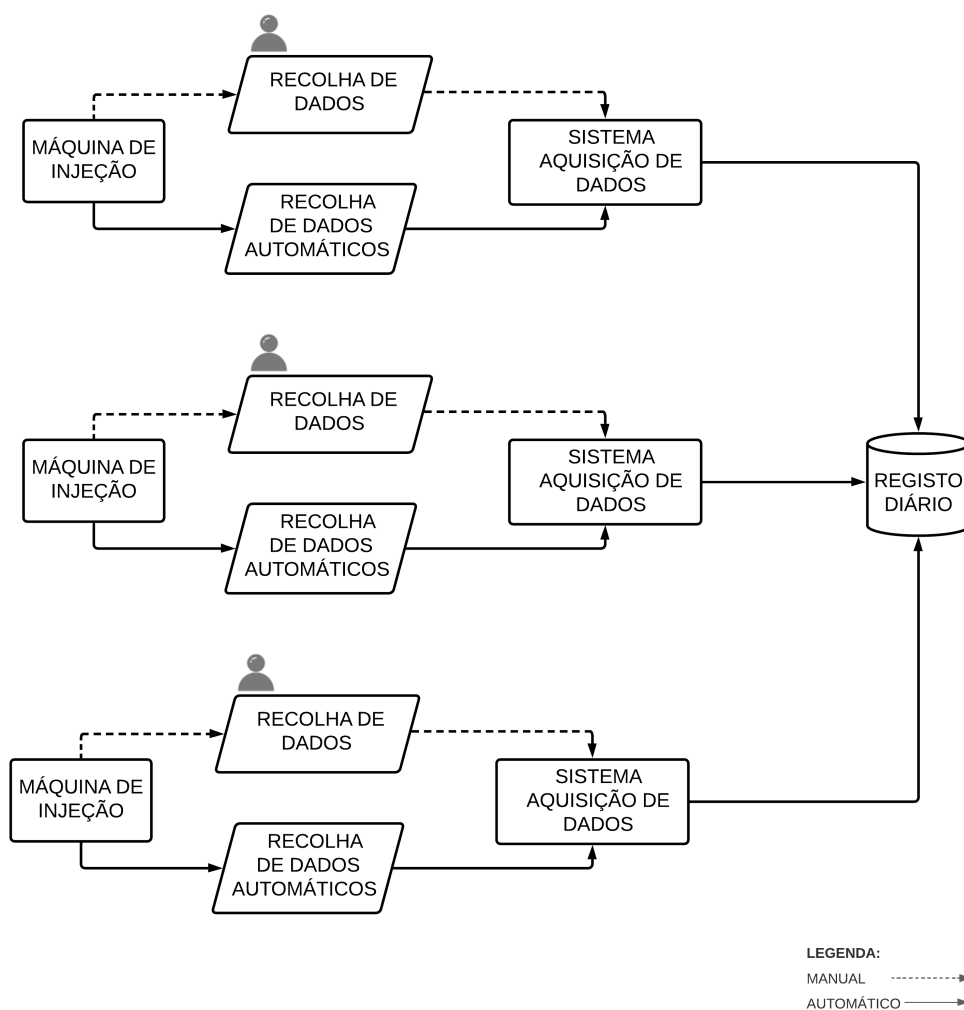 RECOLHA DE
DADOS
MÁQUINA DE
INJEÇÃO
SISTEMA
AQUISIÇÃO DE
DADOS
RECOLHA
DE DADOS
AUTOMÁTICOS
RECOLHA DE
DADOS
MÁQUINA DE
INJEÇÃO
SISTEMA
AQUISIÇÃO DE
DADOS
REGISTO
DIÁRIO
RECOLHA
DE DADOS
AUTOMÁTICOS
RECOLHA DE
DADOS
MÁQUINA DE
INJEÇÃO
SISTEMA
AQUISIÇÃO DE
DADOS
RECOLHA
DE DADOS
AUTOMÁTICOS
LEGENDA:
MANUAL
AUTOMÁTICO